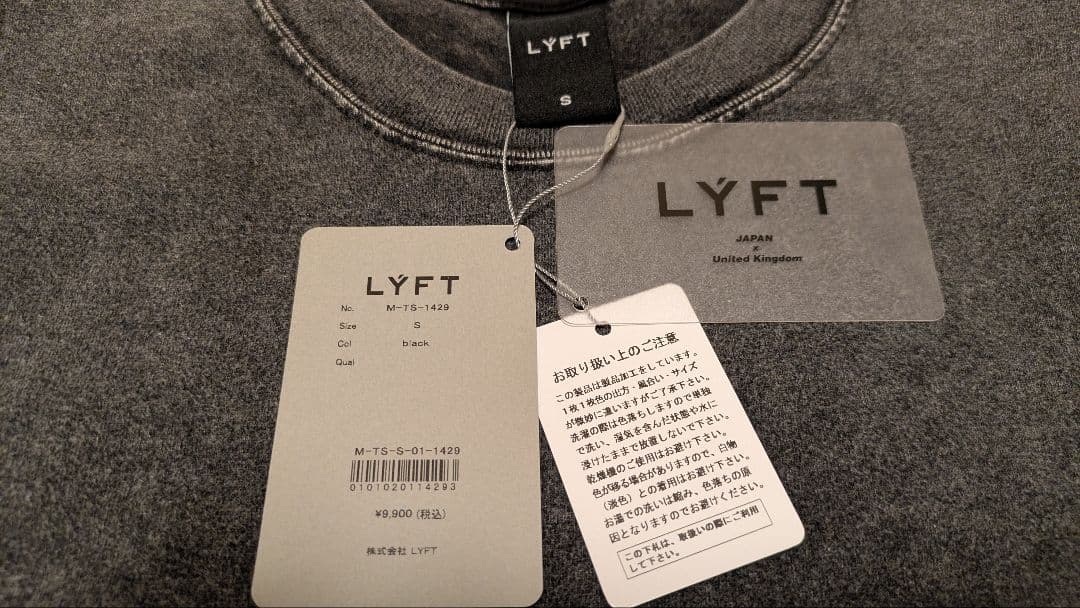 LÝFT
S
LÝFT
JAPAN
×
United Kingdom
LÝFT
No. M-TS-1429
Size S
Col black
Qual
M-TS-S-01-1429
0101020114293
¥9,900 (税込)
株式会社 LÝFT
お取り扱い上のご注意
この製品は製品加工をしています。
1枚1枚色の出方・風合い・サイズ
が微妙に違いますがご了承下さい。
洗濯の際は色落ちしますので単独
で洗い、湿気を含んだ状態や水に
浸けたままで放置しないで下さい。
乾燥機のご使用はお避け下さい。
色が移る場合がありますので、白物
(淡色)との着用はお避け下さい。
お湯での洗いは縮み、色落ちの原
因となりますのでお避けください。
この下札は、取扱いの際にご利用
して下さい。